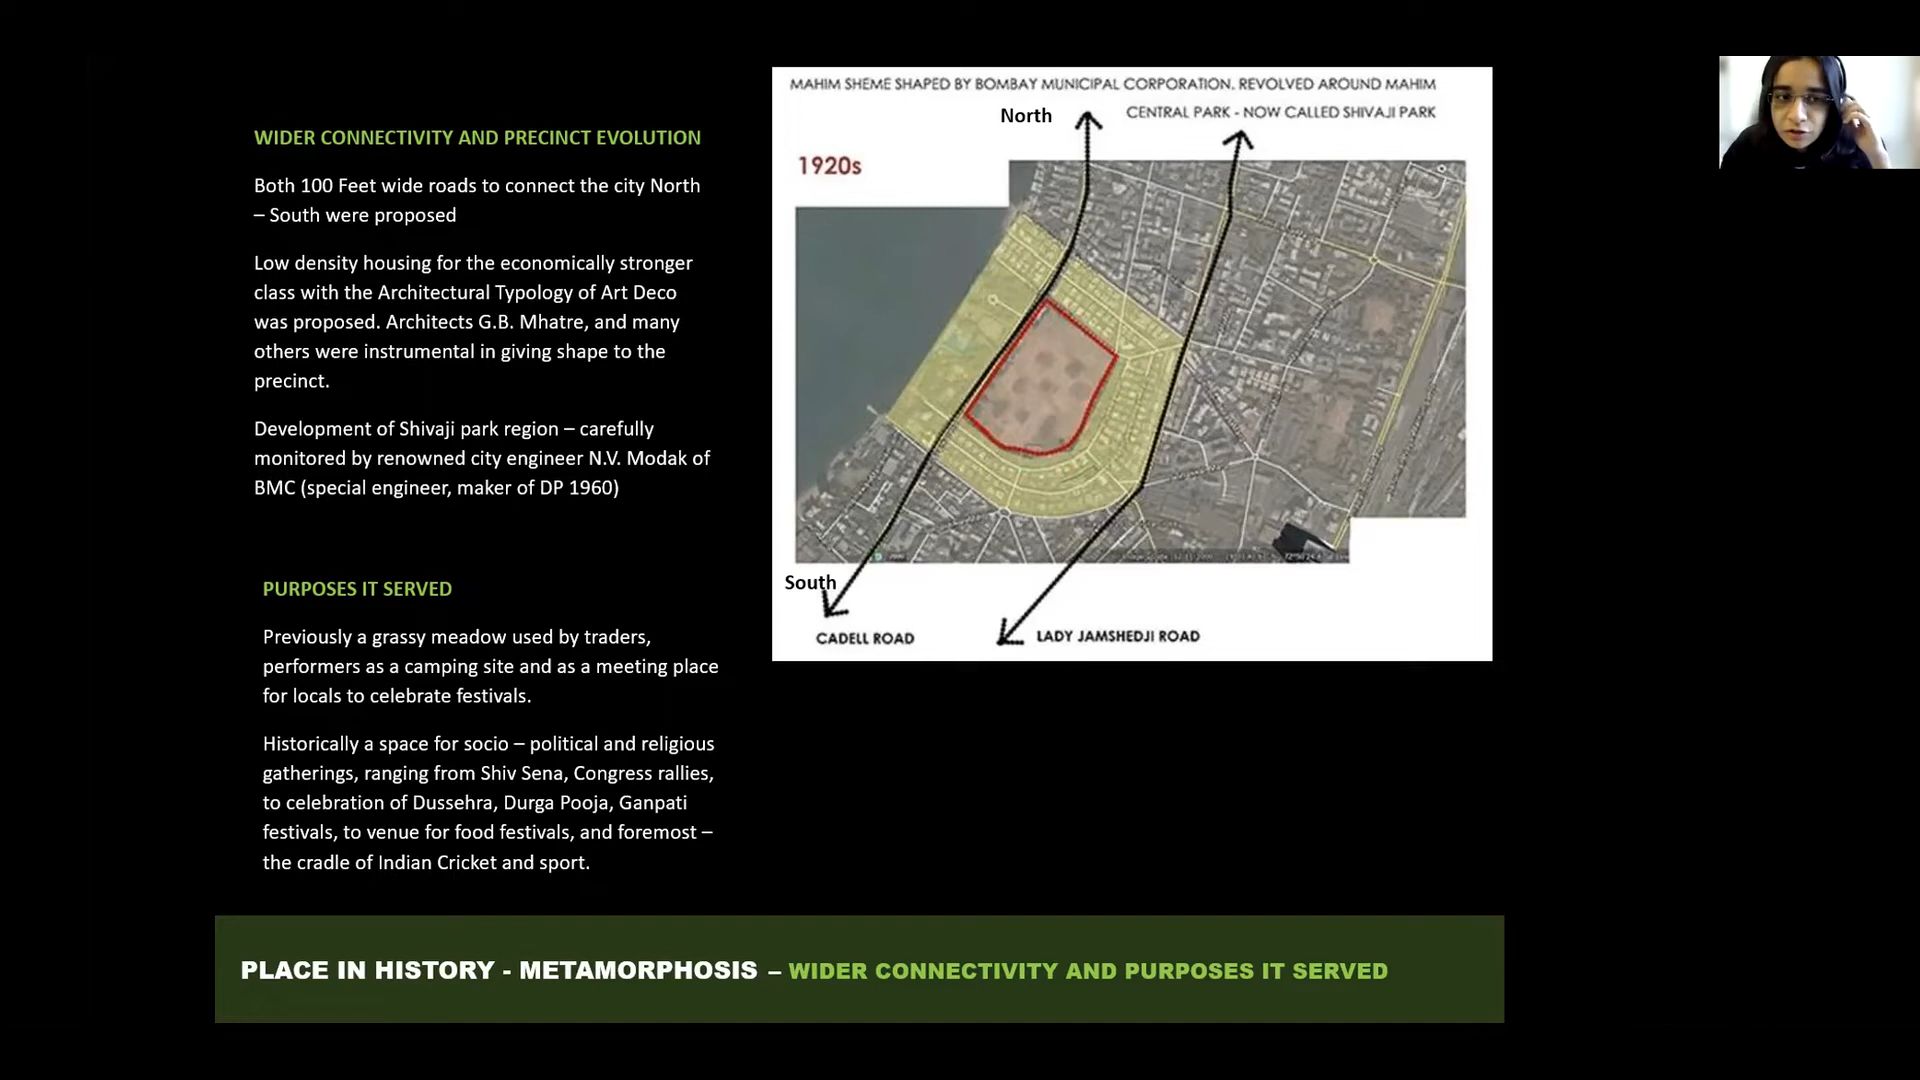 WIDER CONNECTIVITY AND PRECINCT EVOLUTION
Both 100 Feet wide roads to connect the city North
– South were proposed
Low density housing for the economically stronger
class with the Architectural Typology of Art Deco
was proposed. Architects G.B. Mhatre, and many
others were instrumental in giving shape to the
precinct.
Development of Shivaji park region – carefully
monitored by renowned city engineer N.V. Modak of
BMC (special engineer, maker of DP 1960)
PURPOSES IT SERVED
Previously a grassy meadow used by traders,
performers as a camping site and as a meeting place
for locals to celebrate festivals.
Historically a space for socio – political and religious
gatherings, ranging from Shiv Sena, Congress rallies,
to celebration of Dussehra, Durga Pooja, Ganpati
festivals, to venue for food festivals, and foremost –
the cradle of Indian Cricket and sport.
MAHIM SHEME SHAPED BY BOMBAY MUNICIPAL CORPORATION. REVOLVED AROUND MAHIM
CENTRAL PARK - NOW CALLED SHIVAJI PARK
North
1920s
South
CADELL ROAD
LADY JAMSHEDJI ROAD
PLACE IN HISTORY - METAMORPHOSIS – WIDER CONNECTIVITY AND PURPOSES IT SERVED